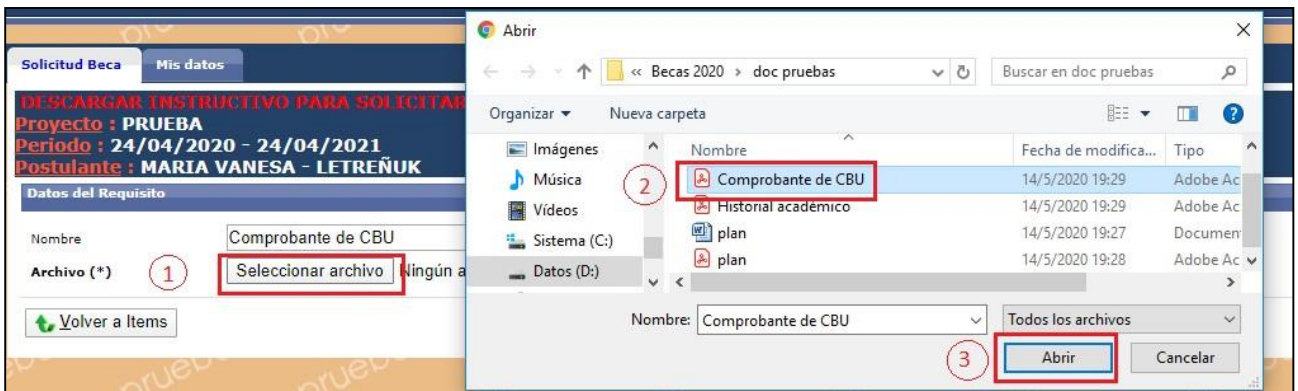 prueb
Solicitud Beca
Mis datos
DESCARGAR INSTRUCTIVO PARA SOLICITAR
Proyecto : PRUEBA
Periodo : 24/04/2020 - 24/04/2021
Postulante : MARIA VANESA - LETREÑUK
Datos del Requisito
Nombre
Comprobante de CBU
Archivo (*)
1
Seleccionar archivo
Ningún a
Volver a Items
Abrir
« Becas 2020 > doc pruebas
Buscar en doc pruebas
Organizar
Nueva carpeta
Imágenes
Música
Vídeos
Sistema (C:)
Datos (D:)
Nombre
Fecha de modifica...
Tipo
2
Comprobante de CBU
14/5/2020 19:29
Adobe Ac
Historial académico
14/5/2020 19:29
Adobe Ac
plan
14/5/2020 19:27
Documen
plan
14/5/2020 19:28
Adobe Ac
Nombre:
Comprobante de CBU
Todos los archivos
3
Abrir
Cancelar